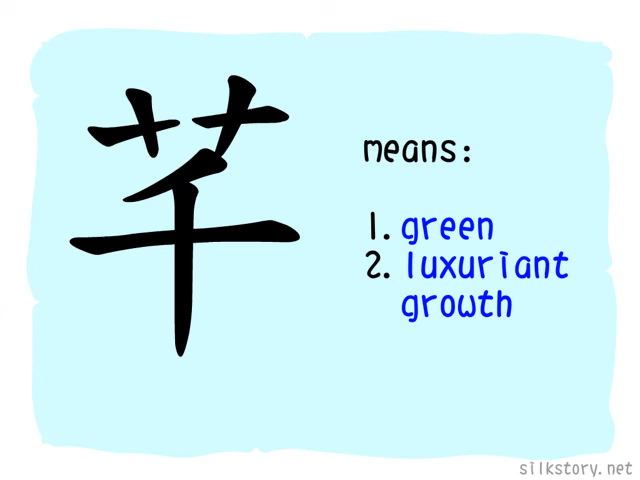 芊
means:
1. green
2. luxuriant
growth
silkstory.net